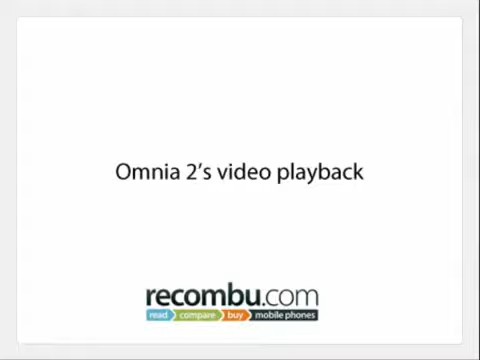 Omnia 2's video playback
recombu.com
read compare buy mobile phones